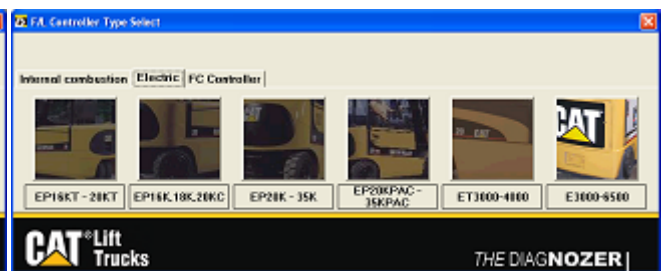 F/L Controller Type Select
Internal combustion Electric FC Controller
CAT
EP16KT - 20KT EP16K,18K,20KC EP20K - 35K EP20KPAC - 35KPAC ET3000-4000 E3000-6500
CAT® Lift Trucks
THE DIAGNOZER